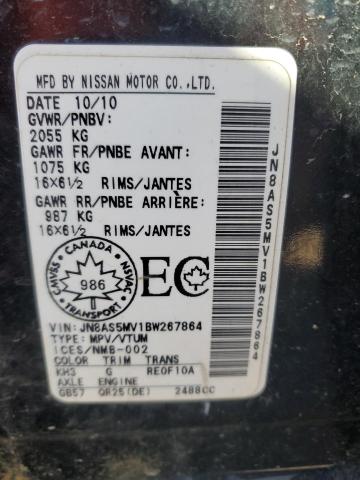 MFD BY NISSAN MOTOR CO.,LTD.
DATE 10/10
GVWR/PNBV:
2055 KG
GAWR FR/PNBE AVANT:
1075 KG
16X6½ RIMS/JANTES
GAWR RR/PNBE ARRIÈRE:
987 KG
16X6½ RIMS/JANTES
CANADA
CMVSS NSVAC
986
EC
VIN: JN8AS5MV1BW267864
TYPE: MPV/VTUM
ICES/NMB-002
COLOR TRIM TRANS
KH3 G RE0F10A
AXLE ENGINE
GB57 QR25(DE) 2488CC
JN8AS5MV1BW267864